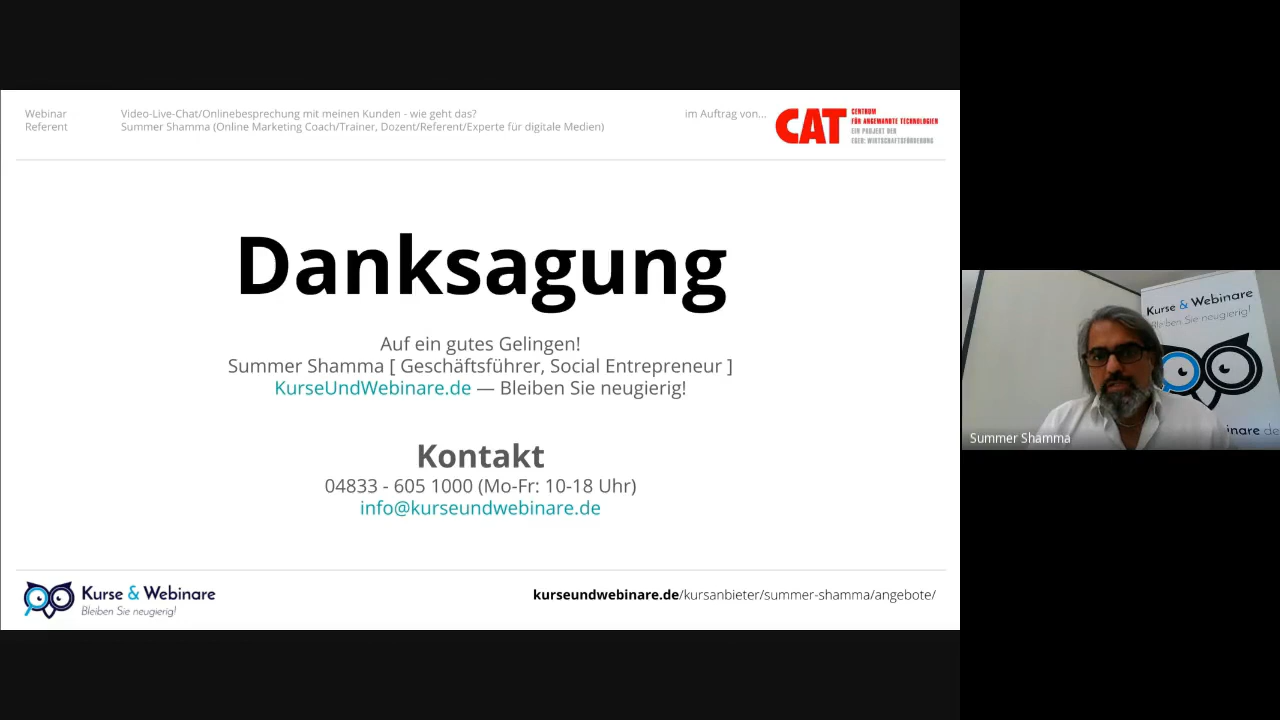 Webinar Video-Live-Chat/Onlinebesprechung mit meinen Kunden - wie geht das?
Referent Summer Shamma (Online Marketing Coach/Trainer, Dozent/Referent/Experte für digitale Medien)
im Auftrag von...
CAT
CENTRUM
FÜR ANGEWANDTE TECHNOLOGIEN
EIN PROJEKT DER
EGEB: WIRTSCHAFTSFÖRDERUNG
Danksagung
Auf ein gutes Gelingen!
Summer Shamma [ Geschäftsführer, Social Entrepreneur ]
KurseUndWebinare.de — Bleiben Sie neugierig!
Kontakt
04833 - 605 1000 (Mo-Fr: 10-18 Uhr)
info@kurseundwebinare.de
Kurse & Webinare
Bleiben Sie neugierig!
kurseundwebinare.de/kursanbieter/summer-shamma/angebote/
Kurse & Webinare
Bleiben Sie neugierig!
inare.de
Summer Shamma